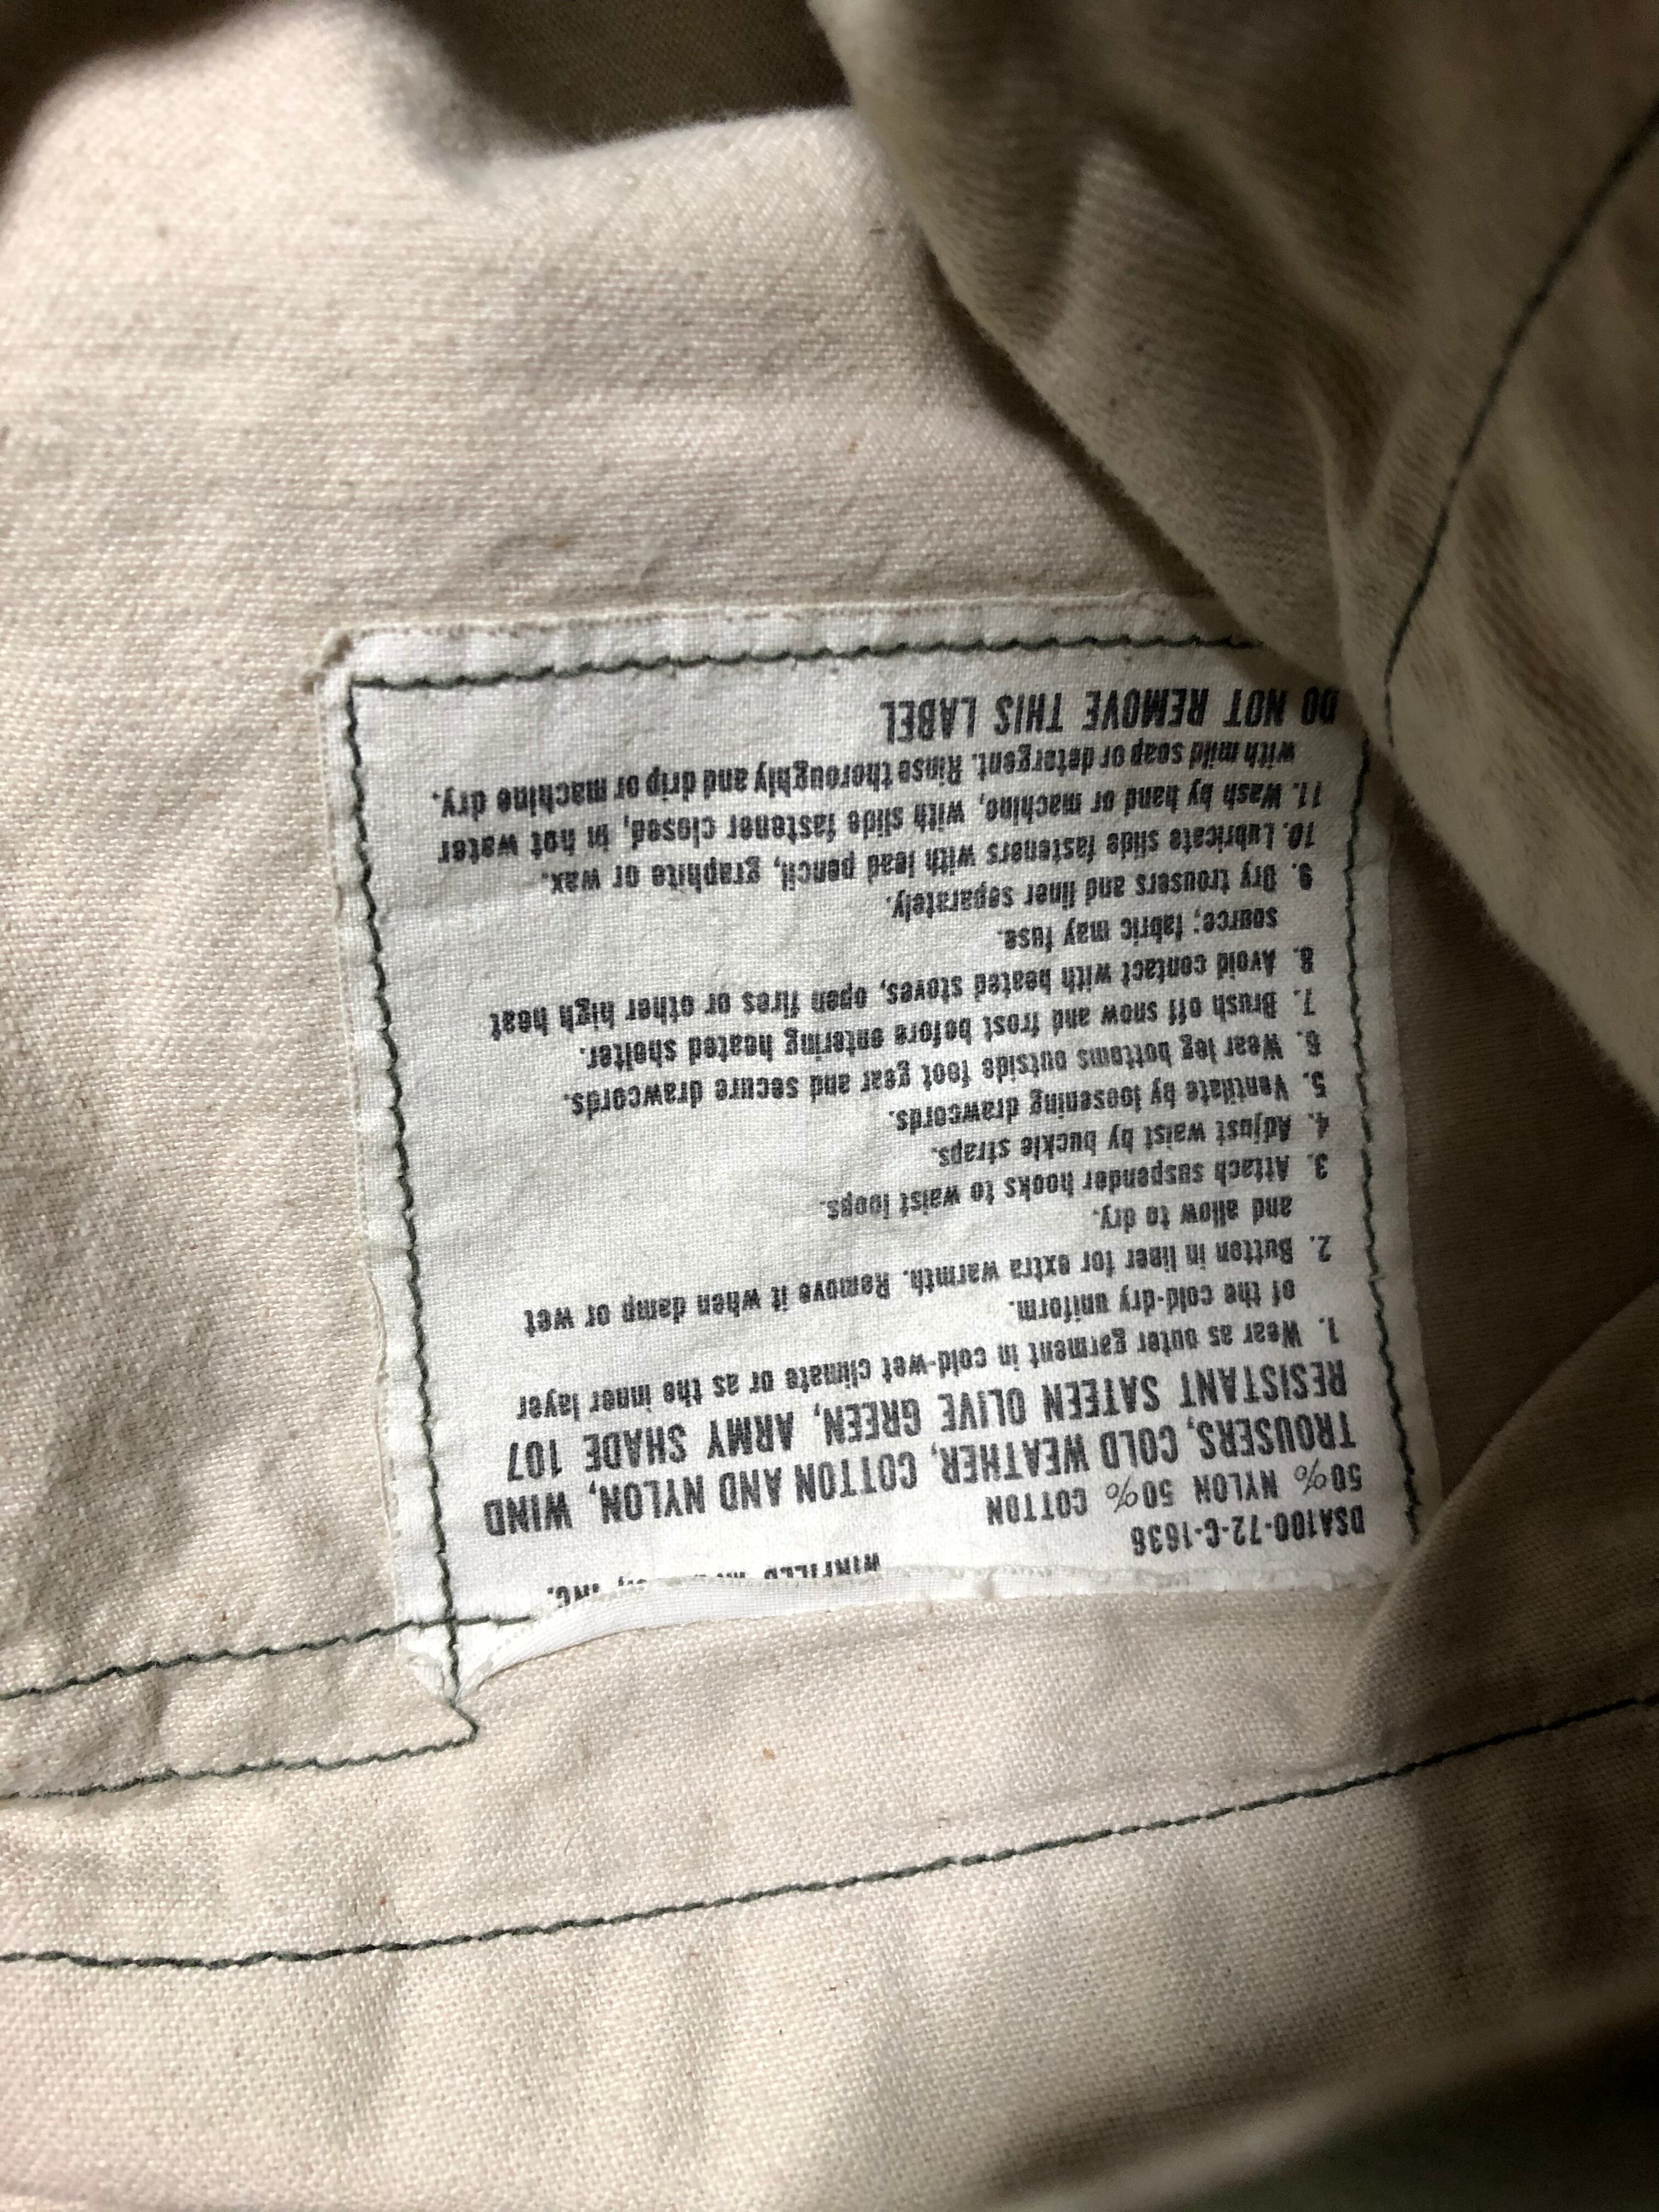 INC.
DSA100-72-C-1636
50% NYLON 50% COTTON
TROUSERS, COLD WEATHER, COTTON AND NYLON, WIND
RESISTANT SATEEN OLIVE GREEN, ARMY SHADE 107
1. Wear as outer garment in cold-wet climate or as the inner layer
of the cold-dry uniform.
2. Button in liner for extra warmth. Remove it when damp or wet
and allow to dry.
3. Attach suspender hooks to waist loops.
4. Adjust waist by buckle straps.
5. Ventilate by loosening drawcords.
6. Wear leg bottoms outside foot gear and secure drawcords.
7. Brush off snow and frost before entering heated shelter.
8. Avoid contact with heated stoves, open fires or other high heat
source; fabric may fuse.
9. Dry trousers and liner separately.
10. Lubricate slide fasteners with lead pencil, graphite or wax.
11. Wash by hand or machine, with slide fastener closed, in hot water
with mild soap or detergent. Rinse thoroughly and drip or machine dry.
DO NOT REMOVE THIS LABEL